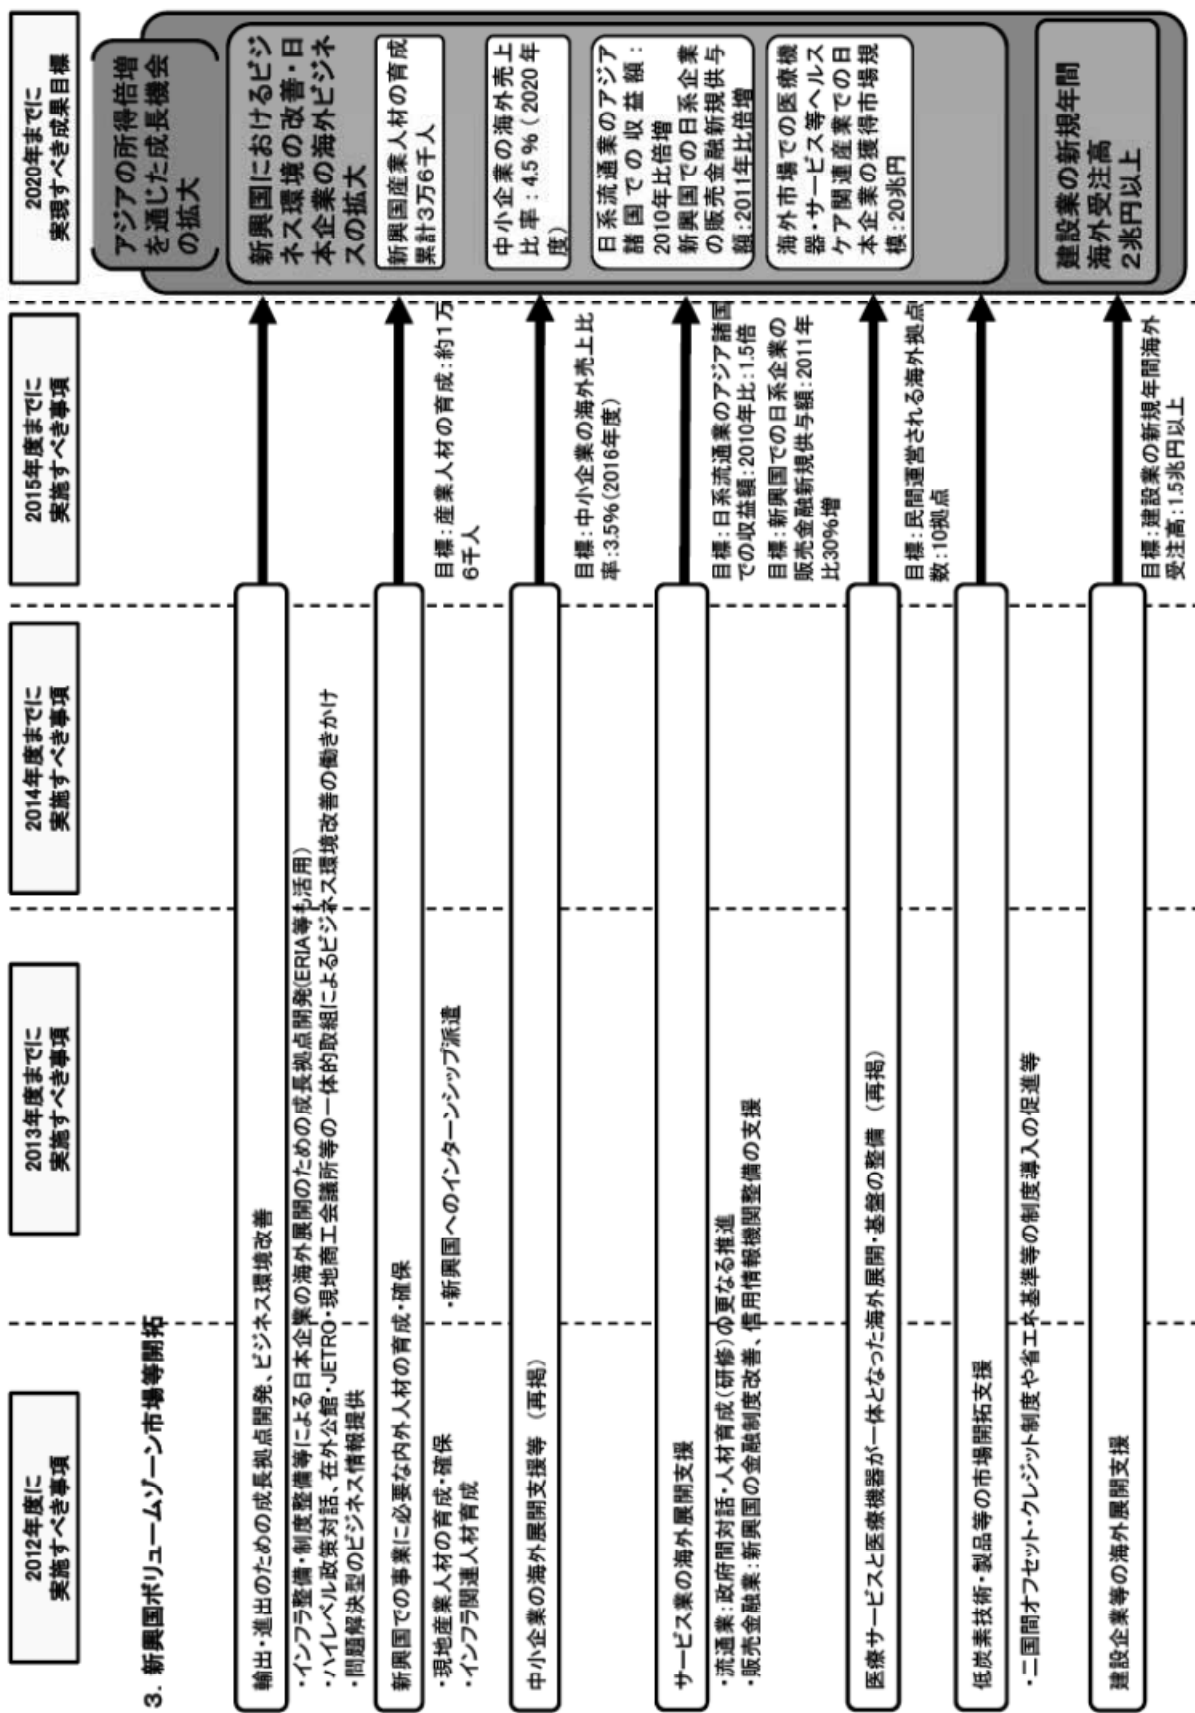 2012年度に
実施すべき事項
2013年度までに
実施すべき事項
2014年度までに
実施すべき事項
2015年度までに
実施すべき事項
2020年までに
実現すべき成果目標
3. 新興国ボリュームゾーン市場等開拓
輸出・進出のための成長拠点開発、ビジネス環境改善
・インフラ整備・制度整備等による日本企業の海外展開のための成長拠点開発(ERIA等も活用)
・ハイレベル政策対話、在外公館・JETRO・現地商工会議所等の一体的取組によるビジネス環境改善の働きかけ
・問題解決型のビジネス情報提供
新興国での事業に必要な内外人材の育成・確保
・現地産業人材の育成・確保
・インフラ関連人材育成
・新興国へのインターンシップ派遣
目標:産業人材の育成:約1万
6千人
中小企業の海外展開支援等（再掲）
目標:中小企業の海外売上比
率:3.5%(2016年度)
サービス業の海外展開支援
・流通業:政府間対話・人材育成(研修)の更なる推進
・販売金融業:新興国の金融制度改善、信用情報機関整備の支援
目標:日系流通業のアジア諸国
での収益額:2010年比:1.5倍
目標:新興国での日系企業の
販売金融新規供与額:2011年
比30%増
医療サービスと医療機器が一体となった海外展開・基盤の整備（再掲）
目標:民間運営される海外拠点
数:10拠点
低炭素技術・製品等の市場開拓支援
・二国間オフセット・クレジット制度や省エネ基準等の制度導入の促進等
建設企業等の海外展開支援
目標:建設業の新規年間海外
受注高:1.5兆円以上
アジアの所得倍増
を通じた成長機会
の拡大
新興国におけるビジ
ネス環境の改善・日
本企業の海外ビジネ
スの拡大
新興国産業人材の育成
累計3万6千人
中小企業の海外売上
比率:4.5%(2020年
度)
日系流通業のアジア
諸国での収益額:
2010年比倍増
新興国での日系企業
の販売金融新規供与
額:2011年比倍増
海外市場での医療機
器・サービス等ヘルス
ケア関連産業での日
本企業の獲得市場規
模:20兆円
建設業の新規年間
海外受注高
2兆円以上